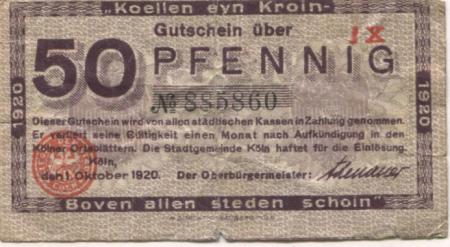 „Koellen eyn Kroin-
Gutschein über
IX
50 PFENNIG
№ 885860
1920
1920
Dieser Gutschein wird von allen städtischen Kassen in Zahlung genommen.
Er verliert seine Gültigkeit einen Monat nach Aufkündigung in den
Kölner Ortsblättern. Die Stadtgemeinde Köln haftet für die Einlösung.
Köln,
den 1. Oktober 1920. Der Oberbürgermeister: Adenauer
Boven allen steden schoin"